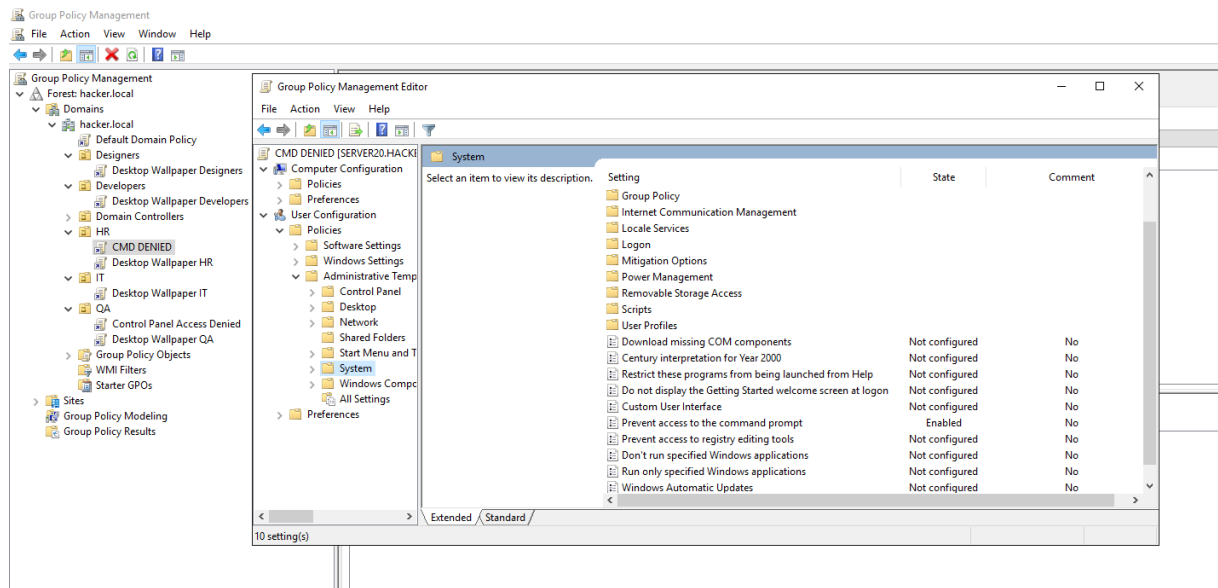 Group Policy Management
File Action View Window Help
Group Policy Management
Forest: hacker.local
Domains
hacker.local
Default Domain Policy
Designers
Desktop Wallpaper Designers
Developers
Desktop Wallpaper Developers
Domain Controllers
HR
CMD DENIED
Desktop Wallpaper HR
IT
Desktop Wallpaper IT
QA
Control Panel Access Denied
Desktop Wallpaper QA
Group Policy Objects
WMI Filters
Starter GPOs
Sites
Group Policy Modeling
Group Policy Results
Group Policy Management Editor
File Action View Help
CMD DENIED [SERVER20.HACKE
Computer Configuration
Policies
Preferences
User Configuration
Policies
Software Settings
Windows Settings
Administrative Temp
Control Panel
Desktop
Network
Shared Folders
Start Menu and T
System
Windows Compo
All Settings
Preferences
System
Select an item to view its description.
Setting State Comment
Group Policy
Internet Communication Management
Locale Services
Logon
Mitigation Options
Power Management
Removable Storage Access
Scripts
User Profiles
Download missing COM components Not configured No
Century interpretation for Year 2000 Not configured No
Restrict these programs from being launched from Help Not configured No
Do not display the Getting Started welcome screen at logon Not configured No
Custom User Interface Not configured No
Prevent access to the command prompt Enabled No
Prevent access to registry editing tools Not configured No
Don't run specified Windows applications Not configured No
Run only specified Windows applications Not configured No
Windows Automatic Updates Not configured No
Extended Standard
10 setting(s)